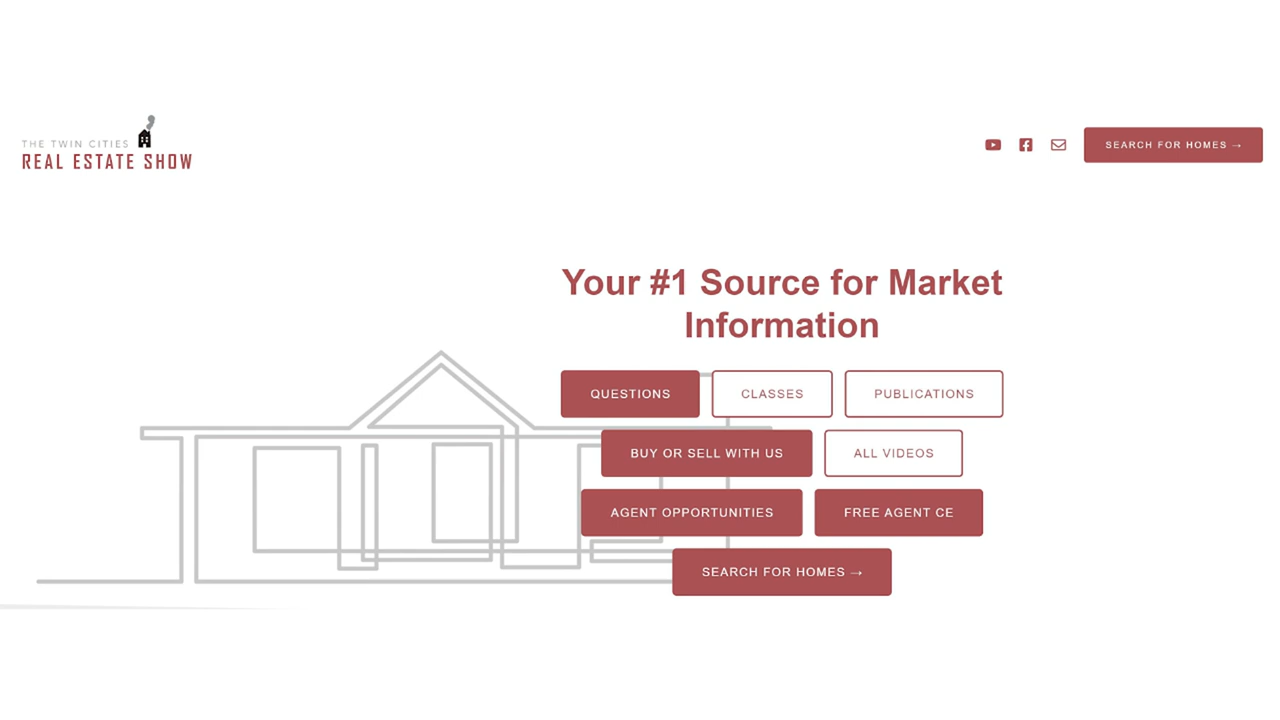 THE TWIN CITIES
REAL ESTATE SHOW
SEARCH FOR HOMES →
Your #1 Source for Market
Information
QUESTIONS
CLASSES
PUBLICATIONS
BUY OR SELL WITH US
ALL VIDEOS
AGENT OPPORTUNITIES
FREE AGENT CE
SEARCH FOR HOMES →